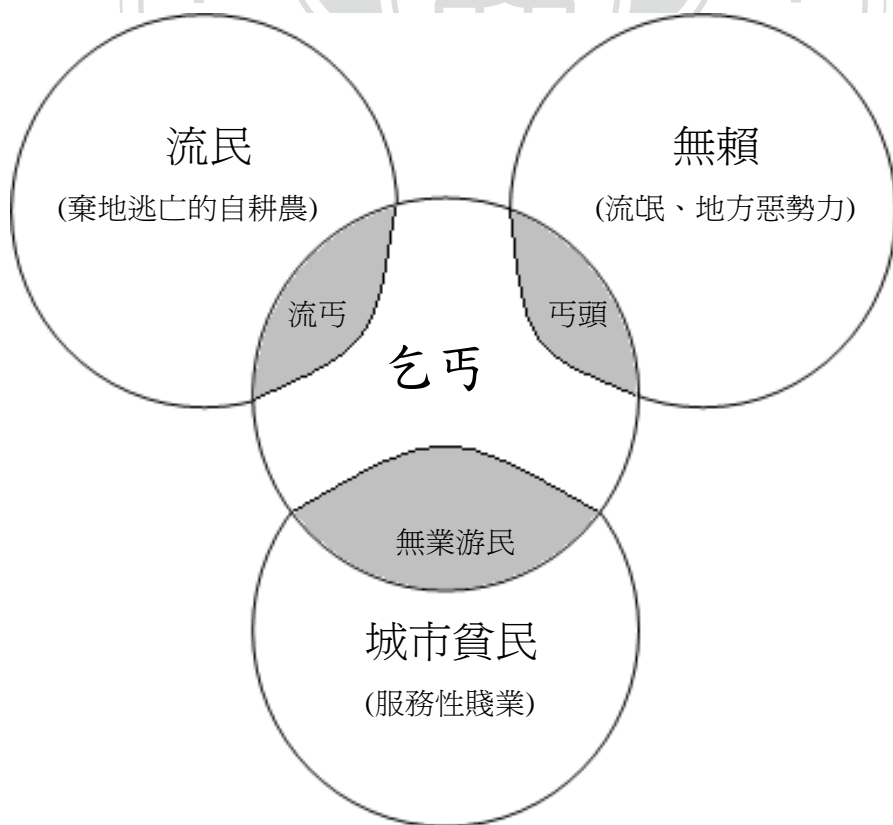 流民
(棄地逃亡的自耕農)
無賴
(流氓、地方惡勢力)
流丐
丐頭
乞丐
無業游民
城市貧民
(服務性賤業)